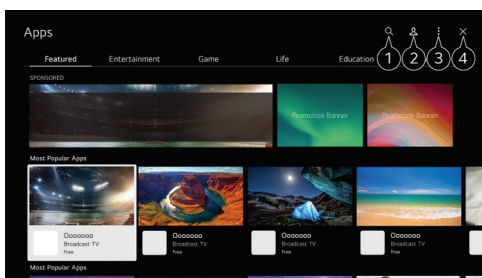 Apps
Featured Entertainment Game Life Education
1 2 3 4
SPONSORED
Promotion Banner Promotion Banner
Most Popular Apps
Ooooooo Ooooooo Ooooooo Ooooooo
Broadcast TV Broadcast TV Broadcast TV Broadcast TV
Free Free Free Free
Most Popular Apps